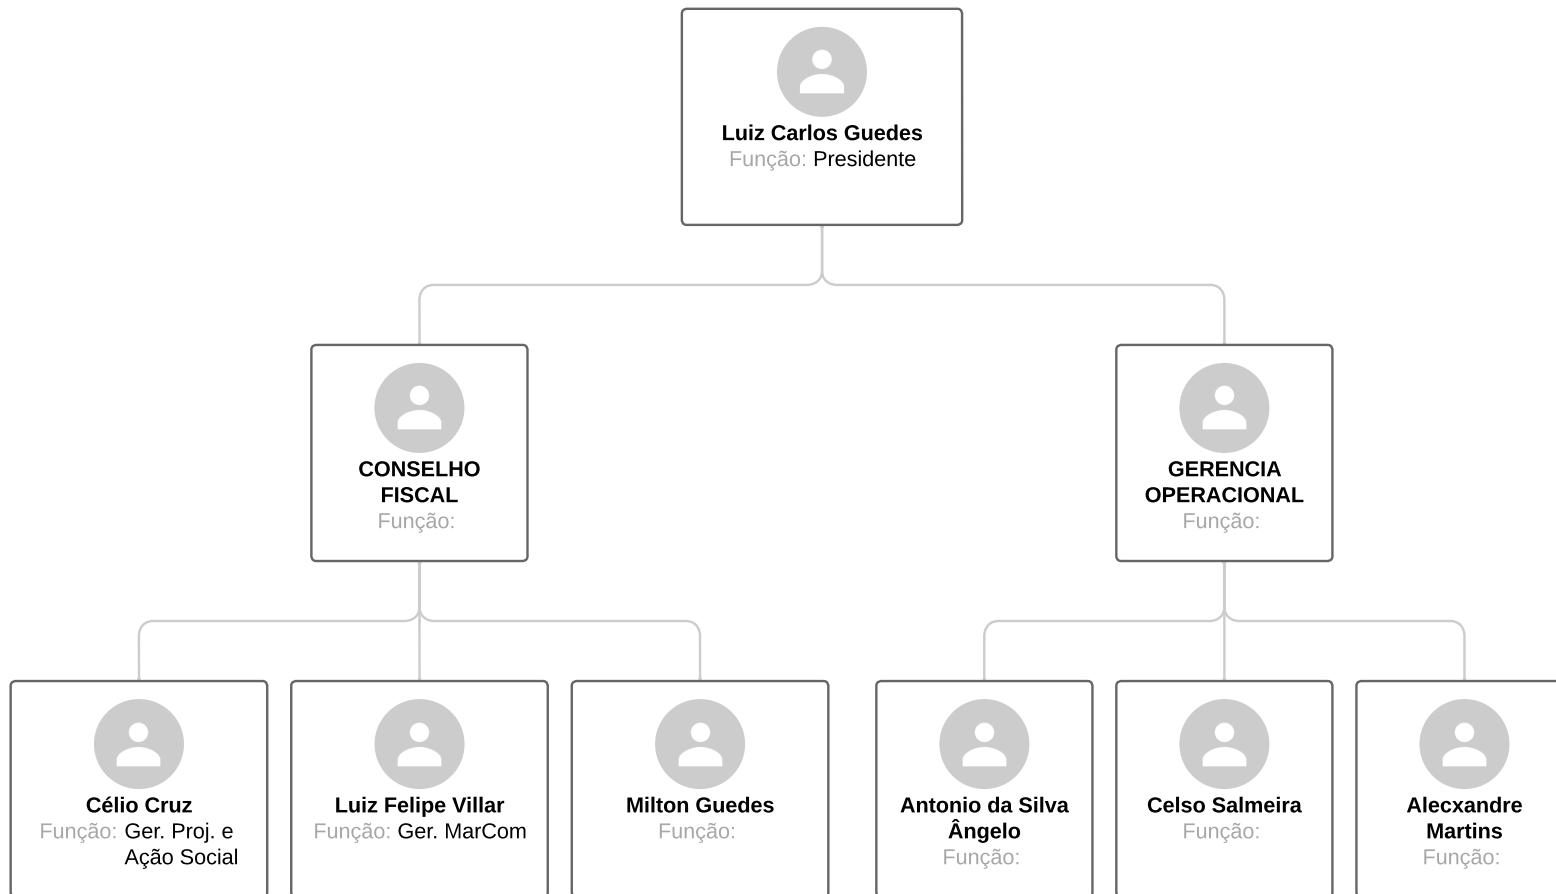 Luiz Carlos Guedes
Função: Presidente
CONSELHO
FISCAL
Função:
GERENCIA
OPERACIONAL
Função:
Célio Cruz
Função: Ger. Proj. e
Ação Social
Luiz Felipe Villar
Função: Ger. MarCom
Milton Guedes
Função:
Antonio da Silva
Ângelo
Função:
Celso Salmeira
Função:
Alecxandre
Martins
Função: